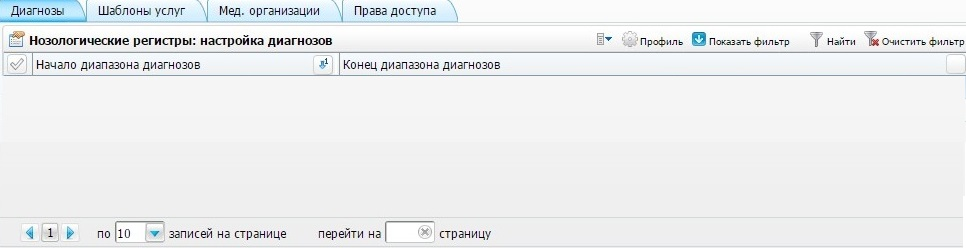 Диагнозы Шаблоны услуг Мед. организации Права доступа
Нозологические регистры: настройка диагнозов Профиль Показать фильтр Найти Очистить фильтр
Начало диапазона диагнозов 1 Конец диапазона диагнозов
1 по 10 записей на странице перейти на страницу